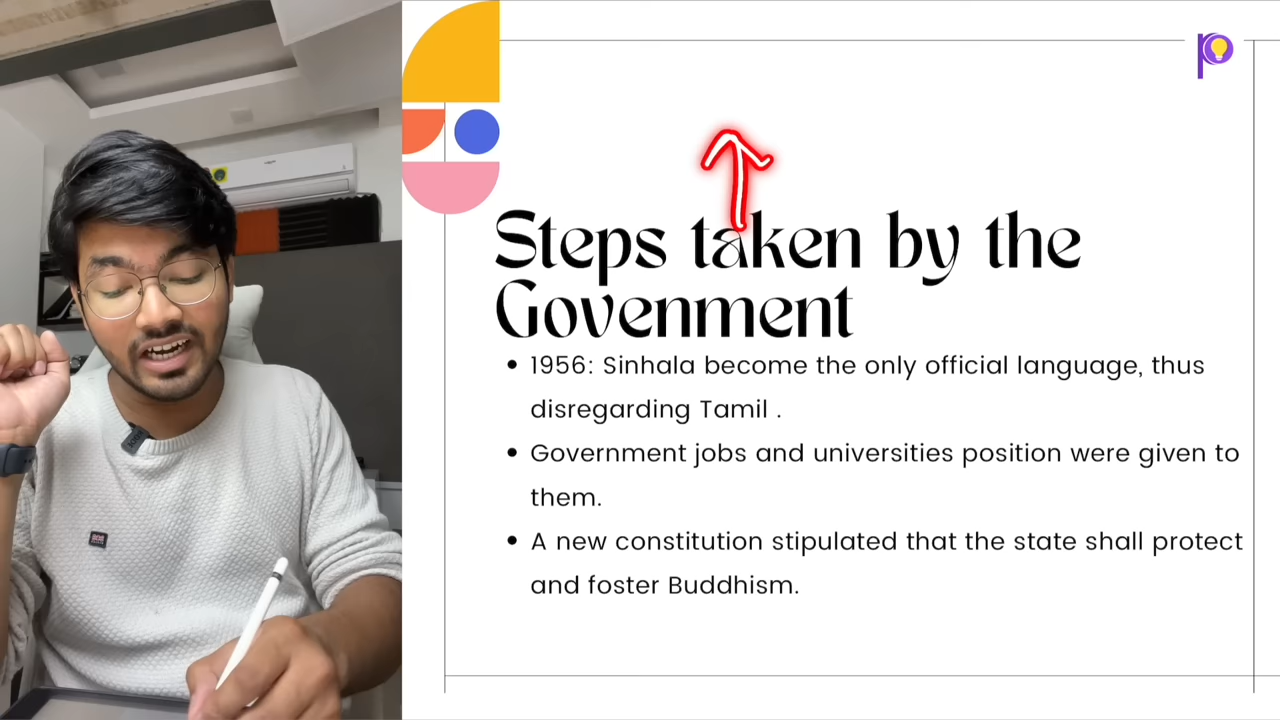 Steps taken by the
Govenment
• 1956: Sinhala become the only official language, thus
disregarding Tamil .
• Government jobs and universities position were given to
them.
• A new constitution stipulated that the state shall protect
and foster Buddhism.